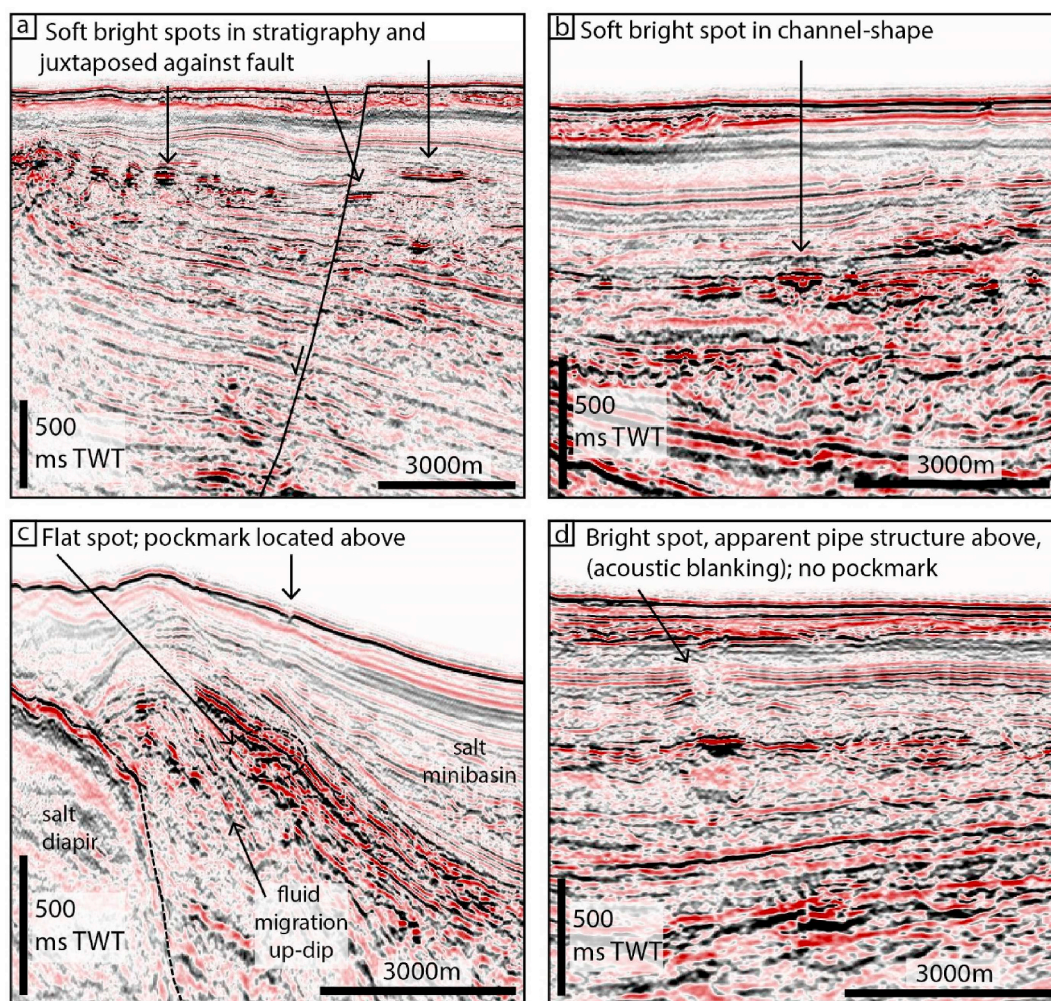 a Soft bright spots in stratigraphy and
juxtaposed against fault
500
ms TWT
3000m
b Soft bright spot in channel-shape
500
ms TWT
3000m
c Flat spot; pockmark located above
salt
minibasin
salt
diapir
fluid
migration
up-dip
500
ms TWT
3000m
d Bright spot, apparent pipe structure above,
(acoustic blanking); no pockmark
500
ms TWT
3000m